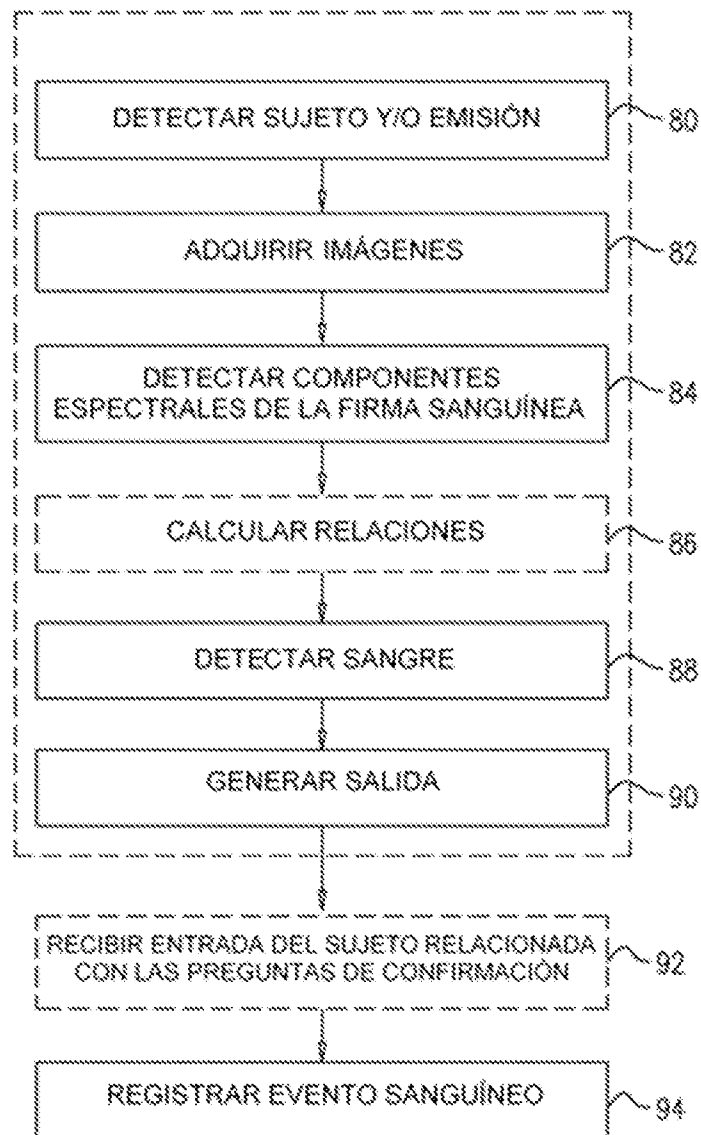 DETECTAR SUJETO Y/O EMISIÓN
80
ADQUIRIR IMÁGENES
82
DETECTAR COMPONENTES
ESPECTRALES DE LA FIRMA SANGUÍNEA
84
CALCULAR RELACIONES
86
DETECTAR SANGRE
88
GENERAR SALIDA
90
RECIBIR ENTRADA DEL SUJETO RELACIONADA
CON LAS PREGUNTAS DE CONFIRMACIÓN
92
REGISTRAR EVENTO SANGUÍNEO
94